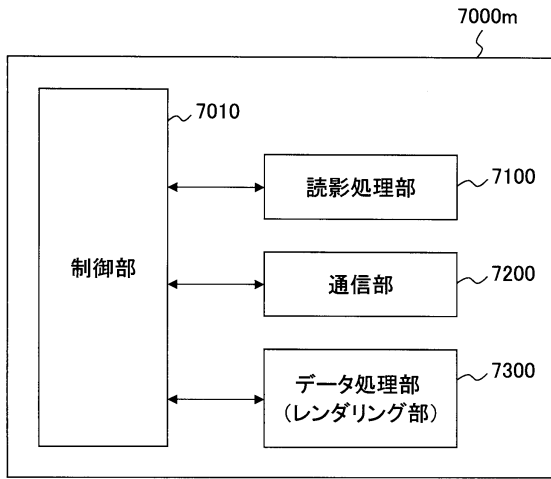 7000m
7010
制御部
読影処理部
7100
通信部
7200
データ処理部
(レンダリング部)
7300